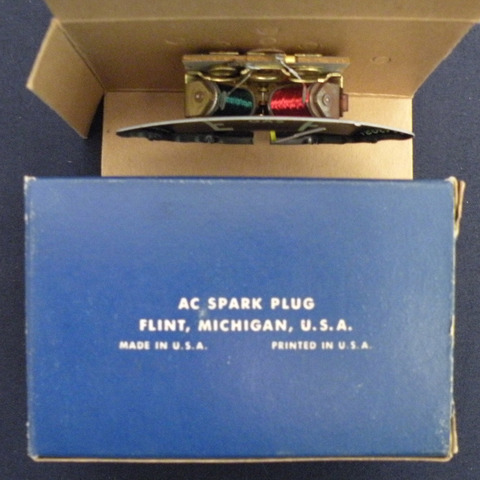 AC SPARK PLUG
FLINT, MICHIGAN, U.S.A.
MADE IN U.S.A. PRINTED IN U.S.A.